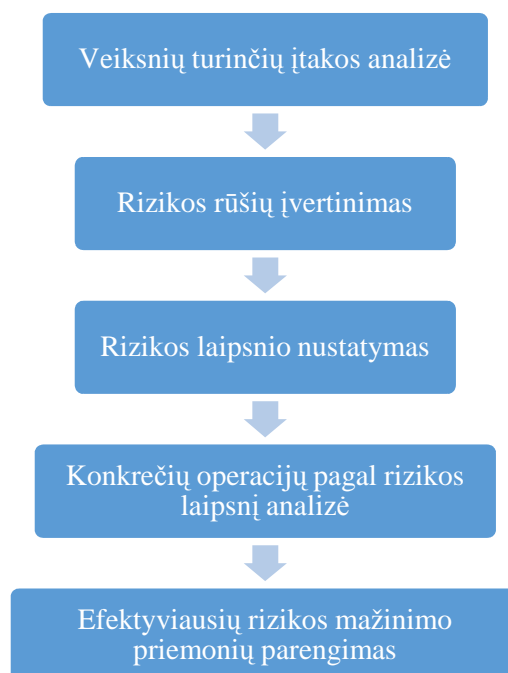 Veiksnių turinčių įtakos analizė
Rizikos rūšių įvertinimas
Rizikos laipsnio nustatymas
Konkrečių operacijų pagal rizikos
laipsnį analizė
Efektyviausių rizikos mažinimo
priemonių parengimas